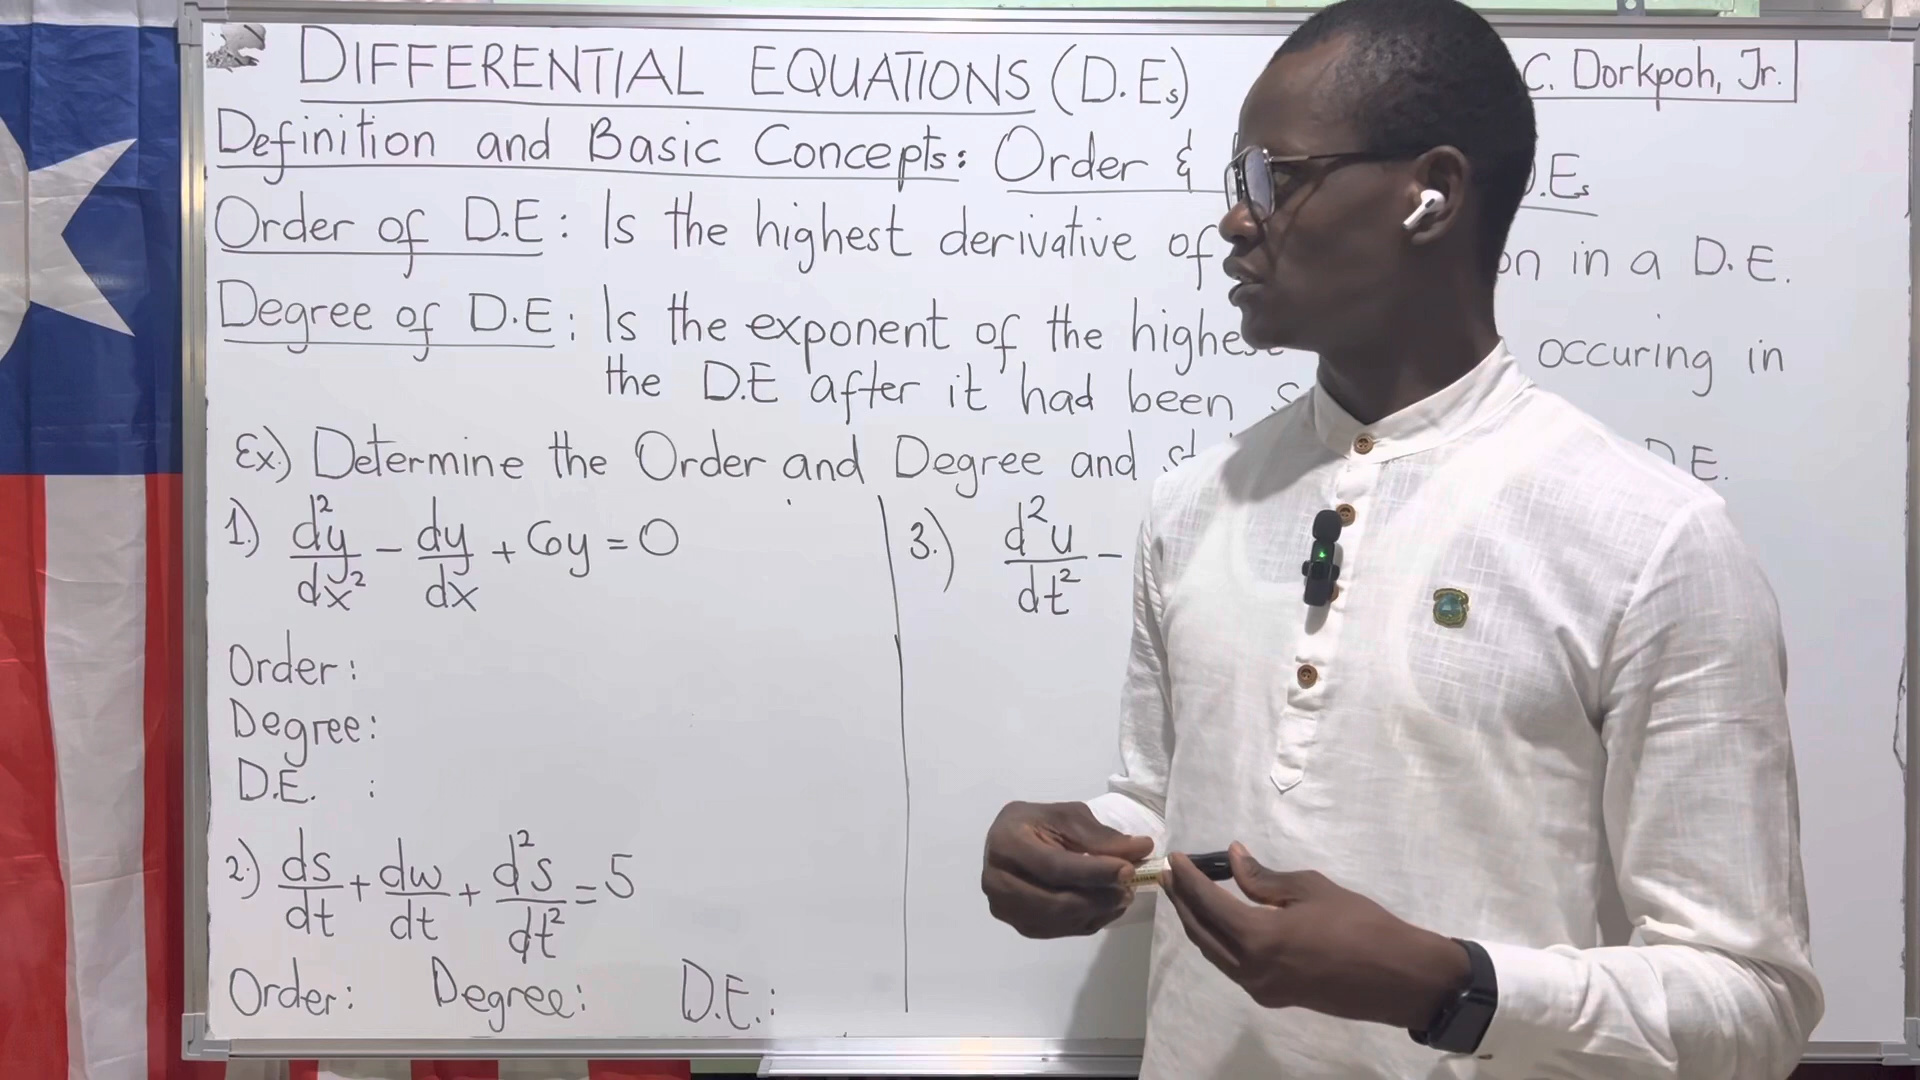 DIFFERENTIAL EQUATIONS (D.Es)
C. Dorkpoh, Jr.
Definition and Basic Concepts: Order & D.Es
Order of D.E: Is the highest derivative of in a D.E.
Degree of D.E: Is the exponent of the highest occuring in
the D.E after it had been
Ex.) Determine the Order and Degree and D.E.
1.) d²y/dx² - dy/dx + 6y = 0
Order:
Degree:
D.E. :
2.) ds/dt + dw/dt + d²s/dt² = 5
Order: Degree: D.E.:
3.) d²u/dt² -